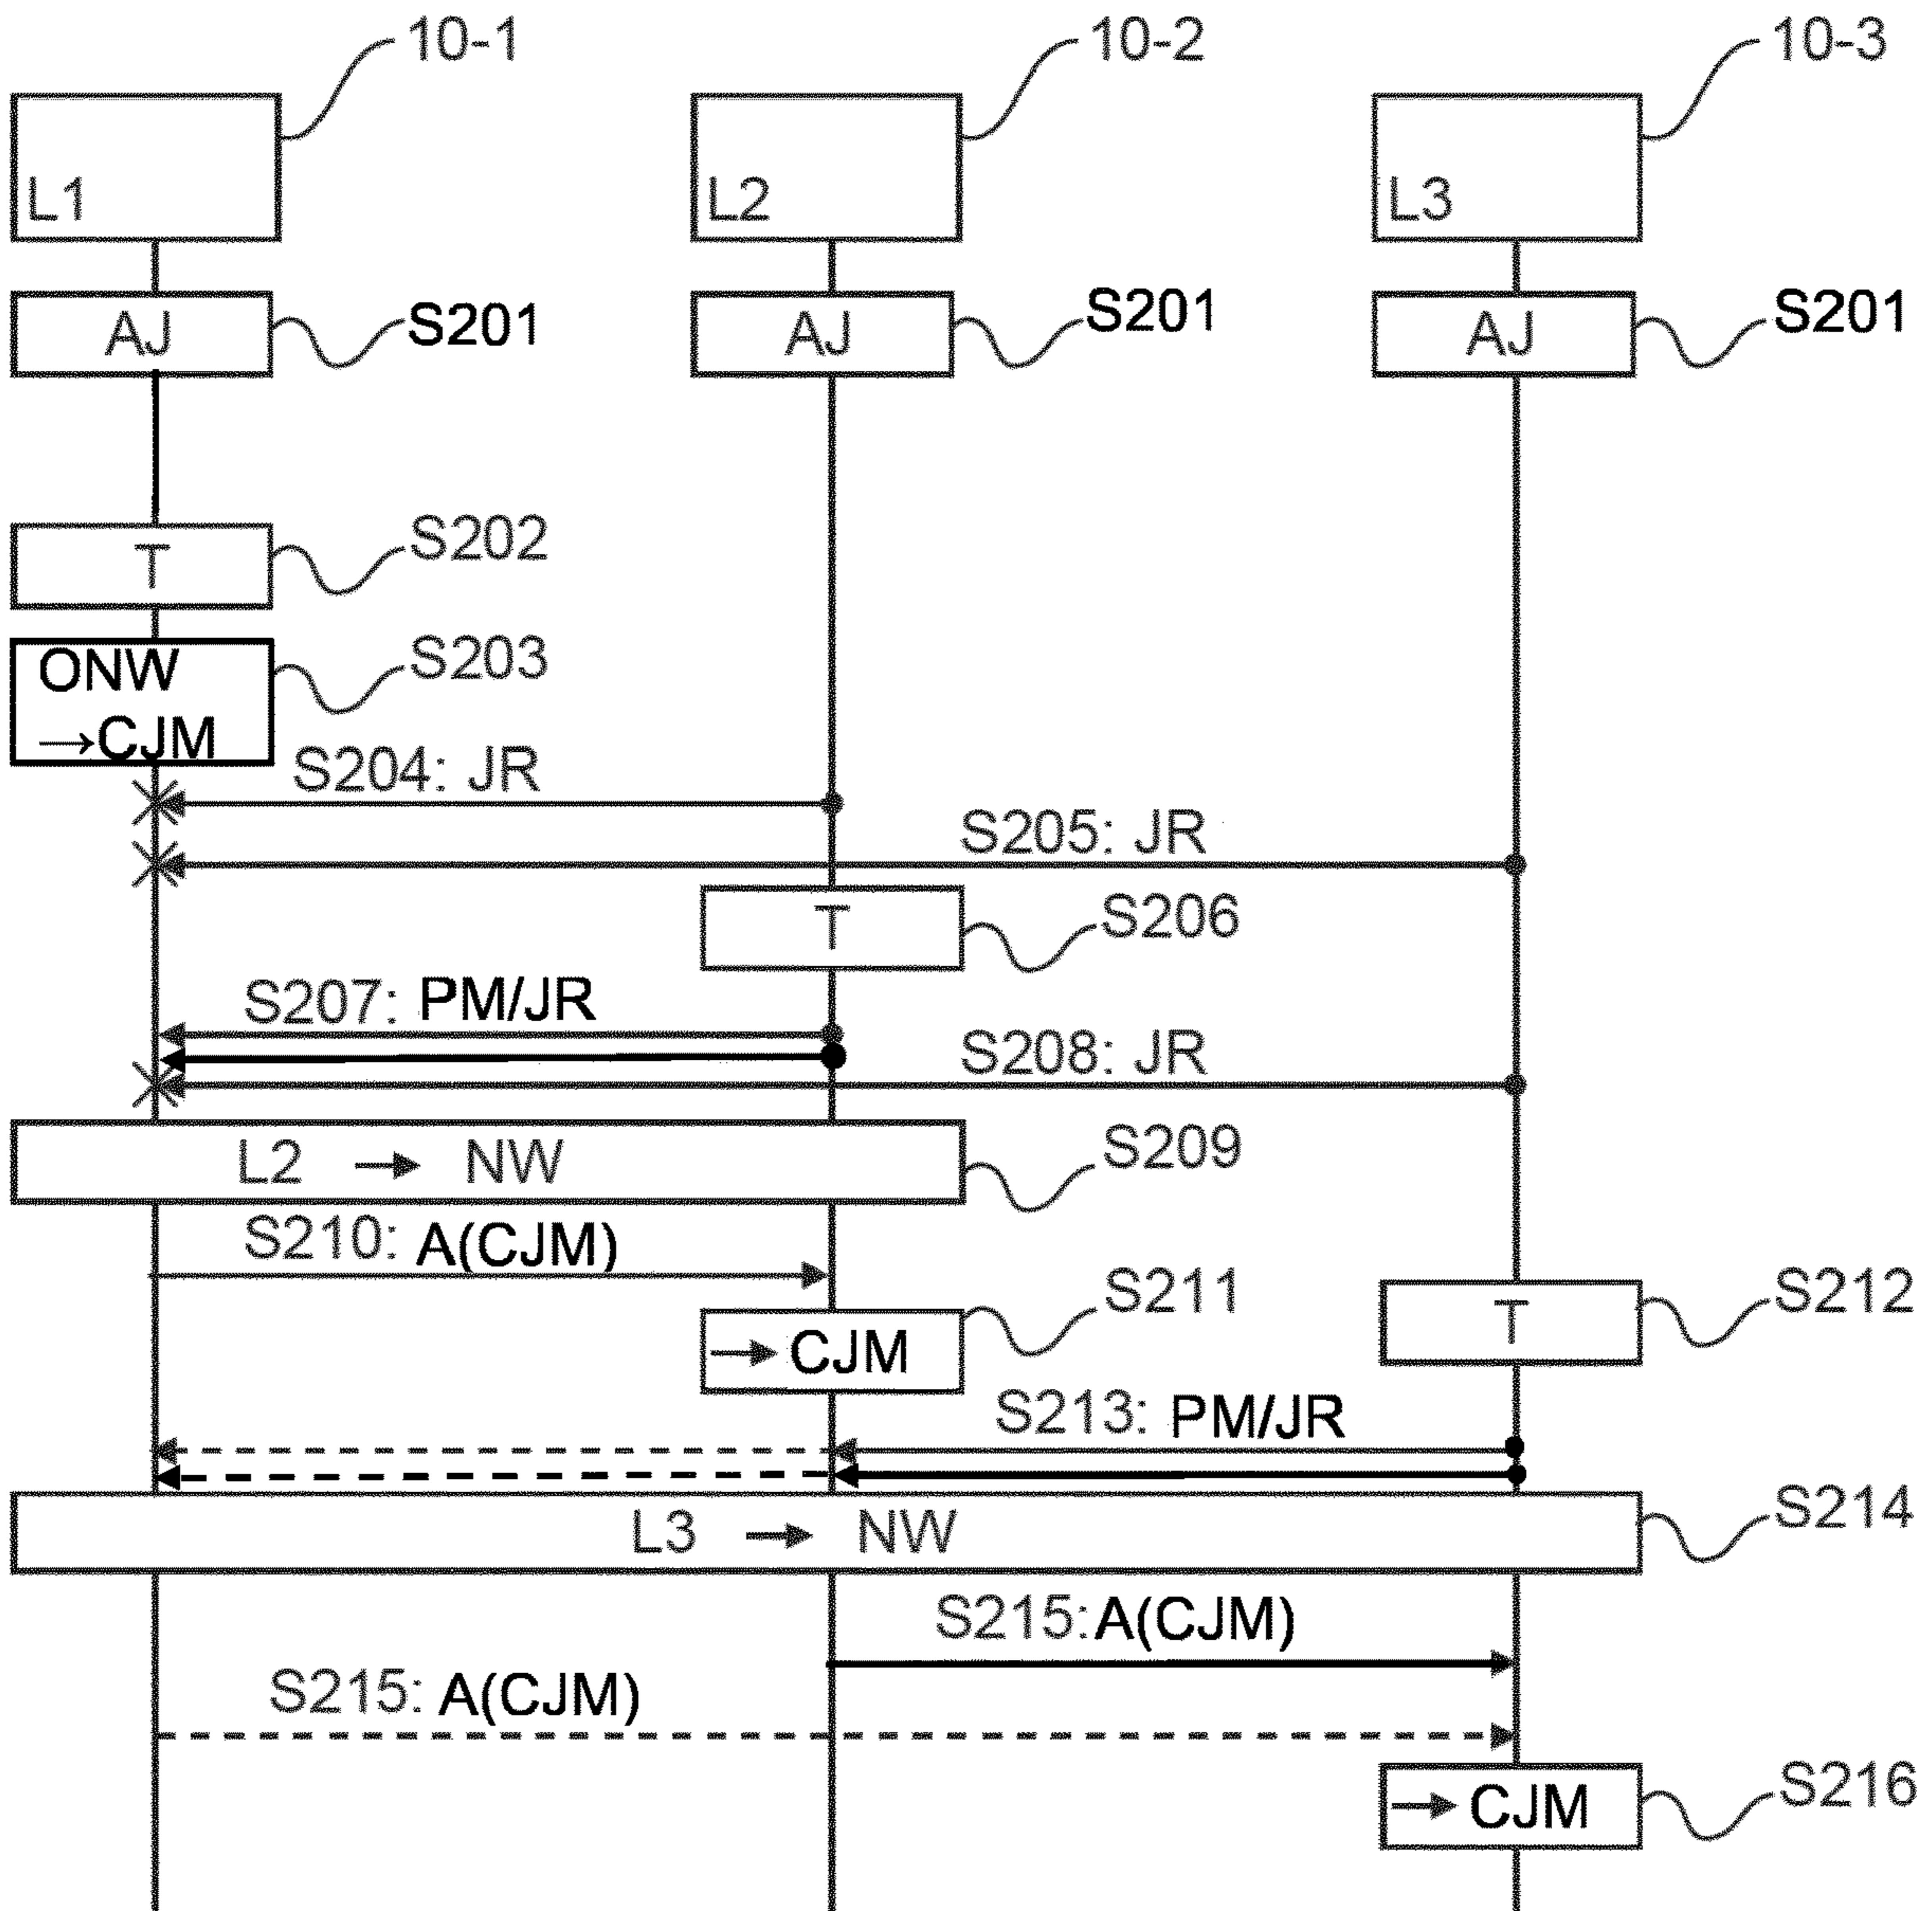 10-1
10-2
10-3
L1
L2
L3
AJ
S201
AJ
S201
AJ
S201
T
S202
ONW
→CJM
S203
S204: JR
S205: JR
T
S206
S207: PM/JR
S208: JR
L2 → NW
S209
S210: A(CJM)
→ CJM
S211
T
S212
S213: PM/JR
L3 → NW
S214
S215: A(CJM)
S215: A(CJM)
→ CJM
S216